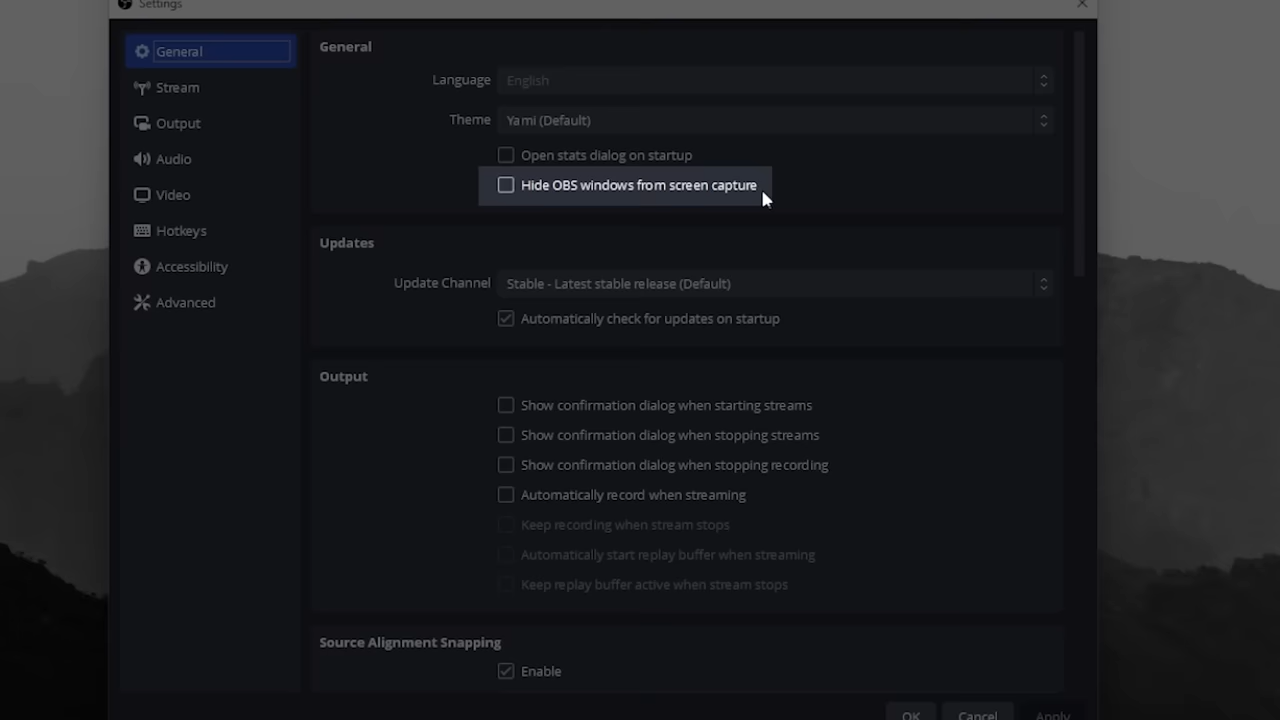 Settings
General
Stream
Output
Audio
Video
Hotkeys
Accessibility
Advanced
General
Language English
Theme Yami (Default)
Open stats dialog on startup
Hide OBS windows from screen capture
Updates
Update Channel Stable - Latest stable release (Default)
Automatically check for updates on startup
Output
Show confirmation dialog when starting streams
Show confirmation dialog when stopping streams
Show confirmation dialog when stopping recording
Automatically record when streaming
Keep recording when stream stops
Automatically start replay buffer when streaming
Keep replay buffer active when stream stops
Source Alignment Snapping
Enable
OK Cancel Apply